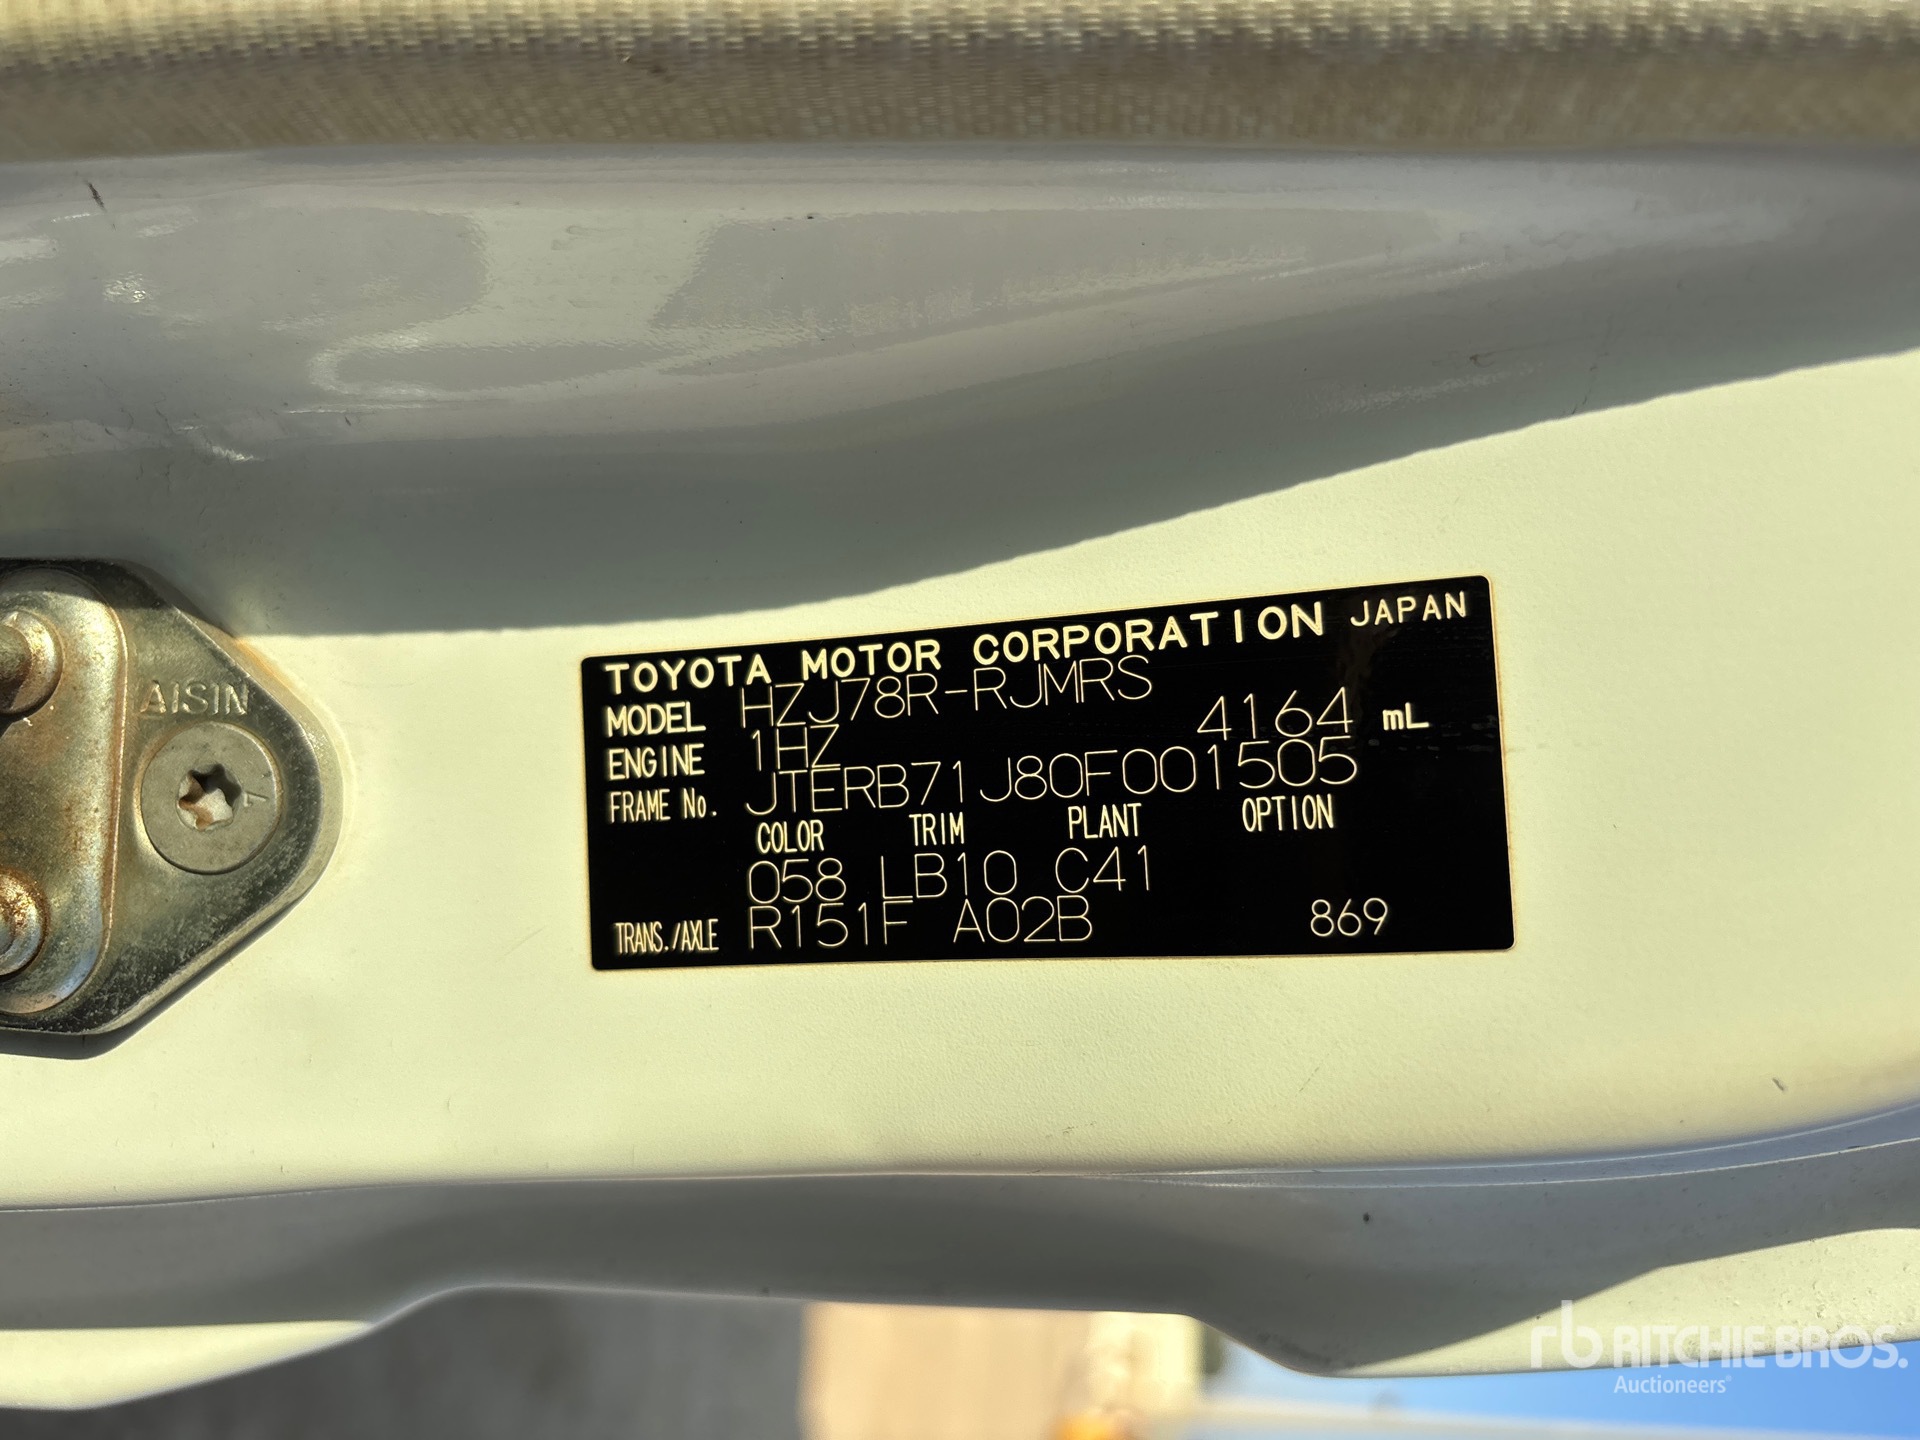 TOYOTA MOTOR CORPORATION JAPAN
MODEL HZJ78R-RJMRS
ENGINE 1HZ 4164 mL
FRAME No. JTERB71J80F001505
COLOR TRIM PLANT OPTION
058 LB10 C41
TRANS./AXLE R151F A02B 869
AISIN
7
rb RITCHIE BROS.
Auctioneers